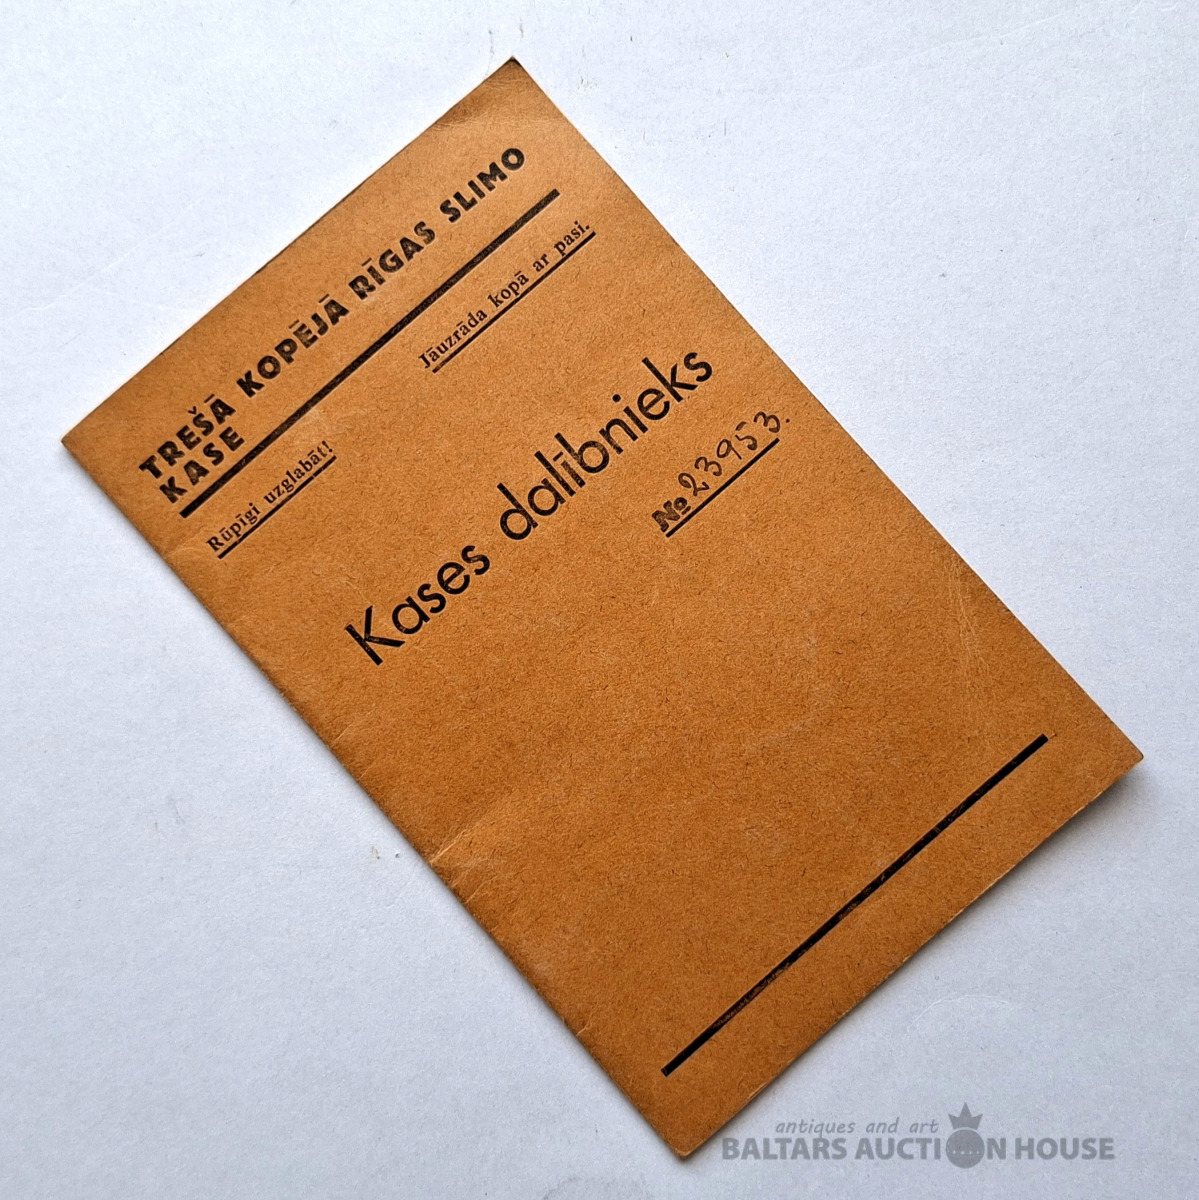 TREŠĀ KOPĒJĀ RĪGAS SLIMO
KASE
Rūpīgi uzglabāt! Jāuzrāda kopā ar pasi.
Kases dalībnieks
№ 23953.
antiques and art
BALTARS AUCTION HOUSE